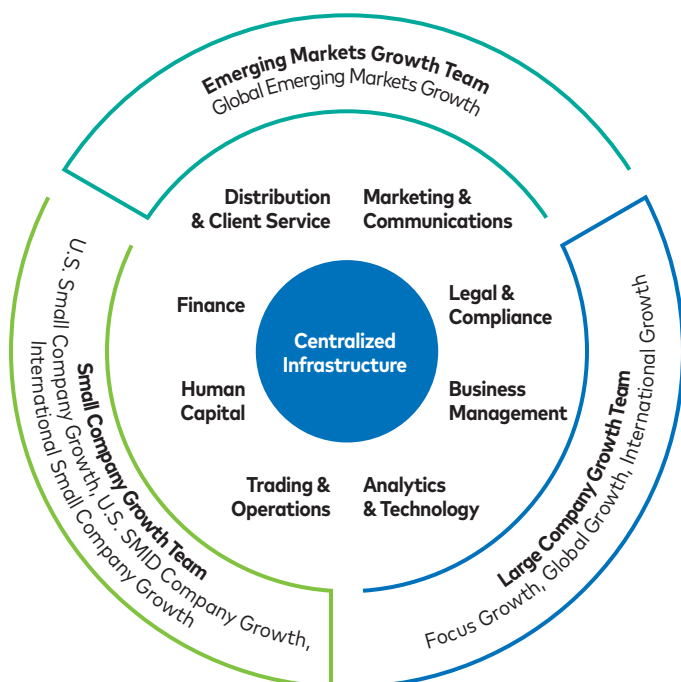 Emerging Markets Growth Team
Global Emerging Markets Growth
Distribution
& Client Service
Marketing &
Communications
Finance
Legal &
Compliance
Centralized
Infrastructure
Human
Capital
Business
Management
Trading &
Operations
Analytics
& Technology
Small Company Growth Team
U.S. Small Company Growth, U.S. SMID Company Growth,
International Small Company Growth
Large Company Growth Team
Focus Growth, Global Growth, International Growth